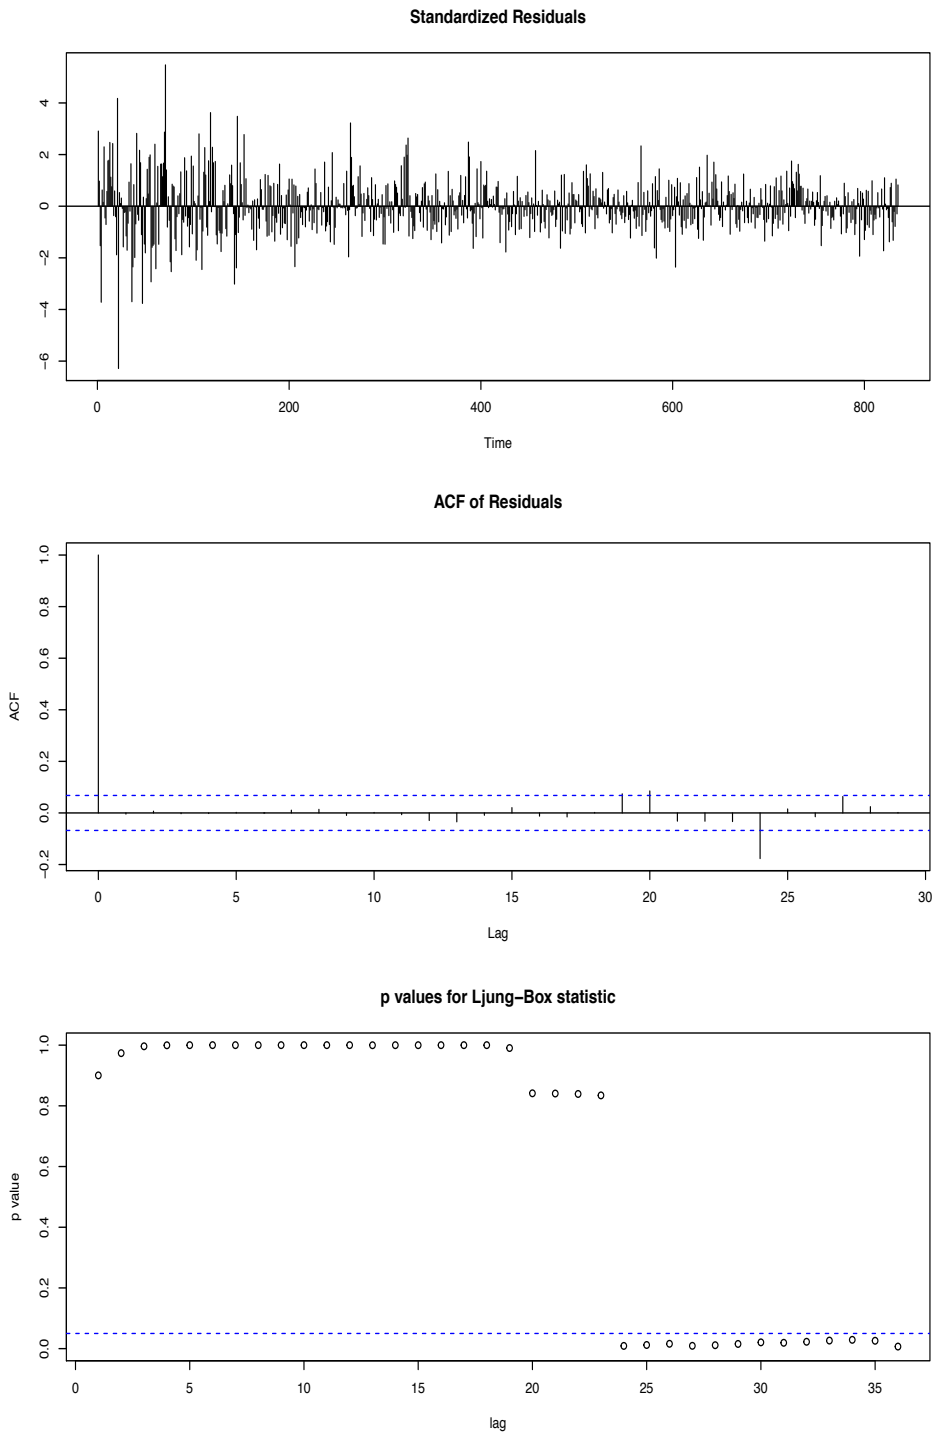 Standardized Residuals
4
2
0
−2
−4
−6
0 200 400 600 800
Time
ACF of Residuals
ACF
1.0
0.8
0.6
0.4
0.2
0.0
−0.2
0 5 10 15 20 25 30
Lag
p values for Ljung−Box statistic
p value
1.0
0.8
0.6
0.4
0.2
0.0
0 5 10 15 20 25 30 35
lag